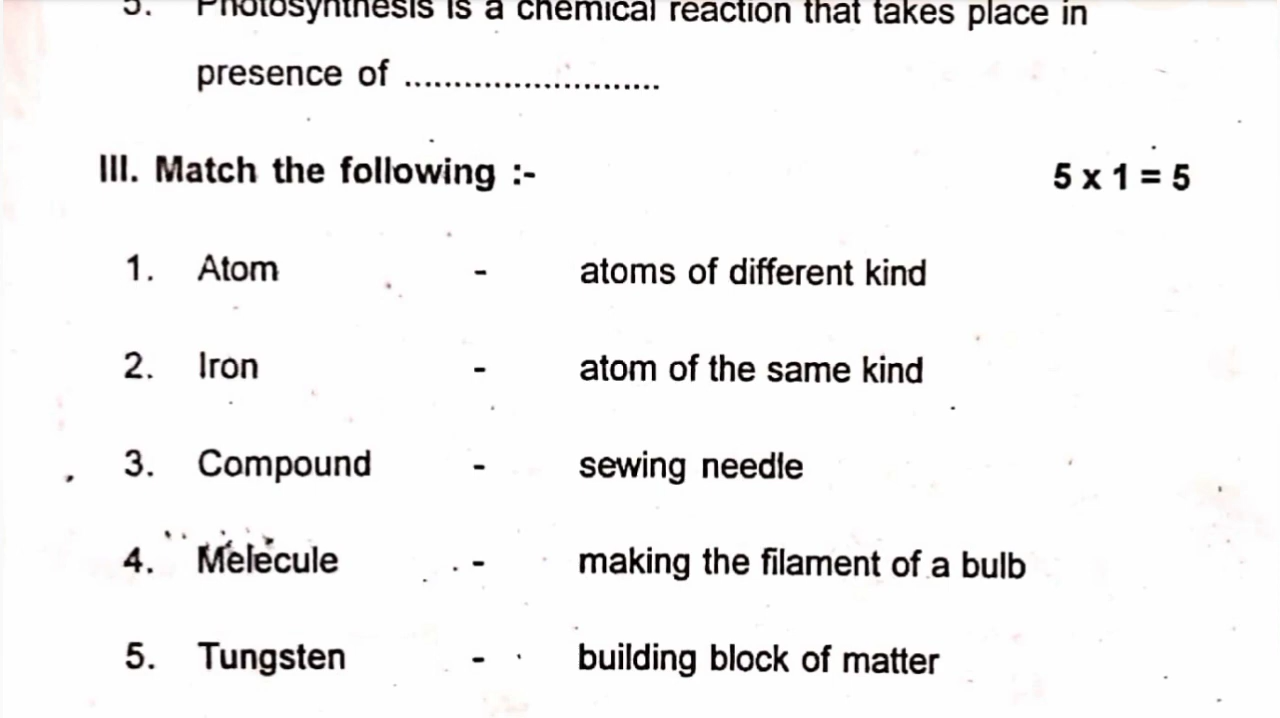 5. Photosynthesis is a chemical reaction that takes place in
presence of ..........................
III. Match the following :- 5 x 1 = 5
1. Atom - atoms of different kind
2. Iron - atom of the same kind
3. Compound - sewing needle
4. Melecule - making the filament of a bulb
5. Tungsten - building block of matter